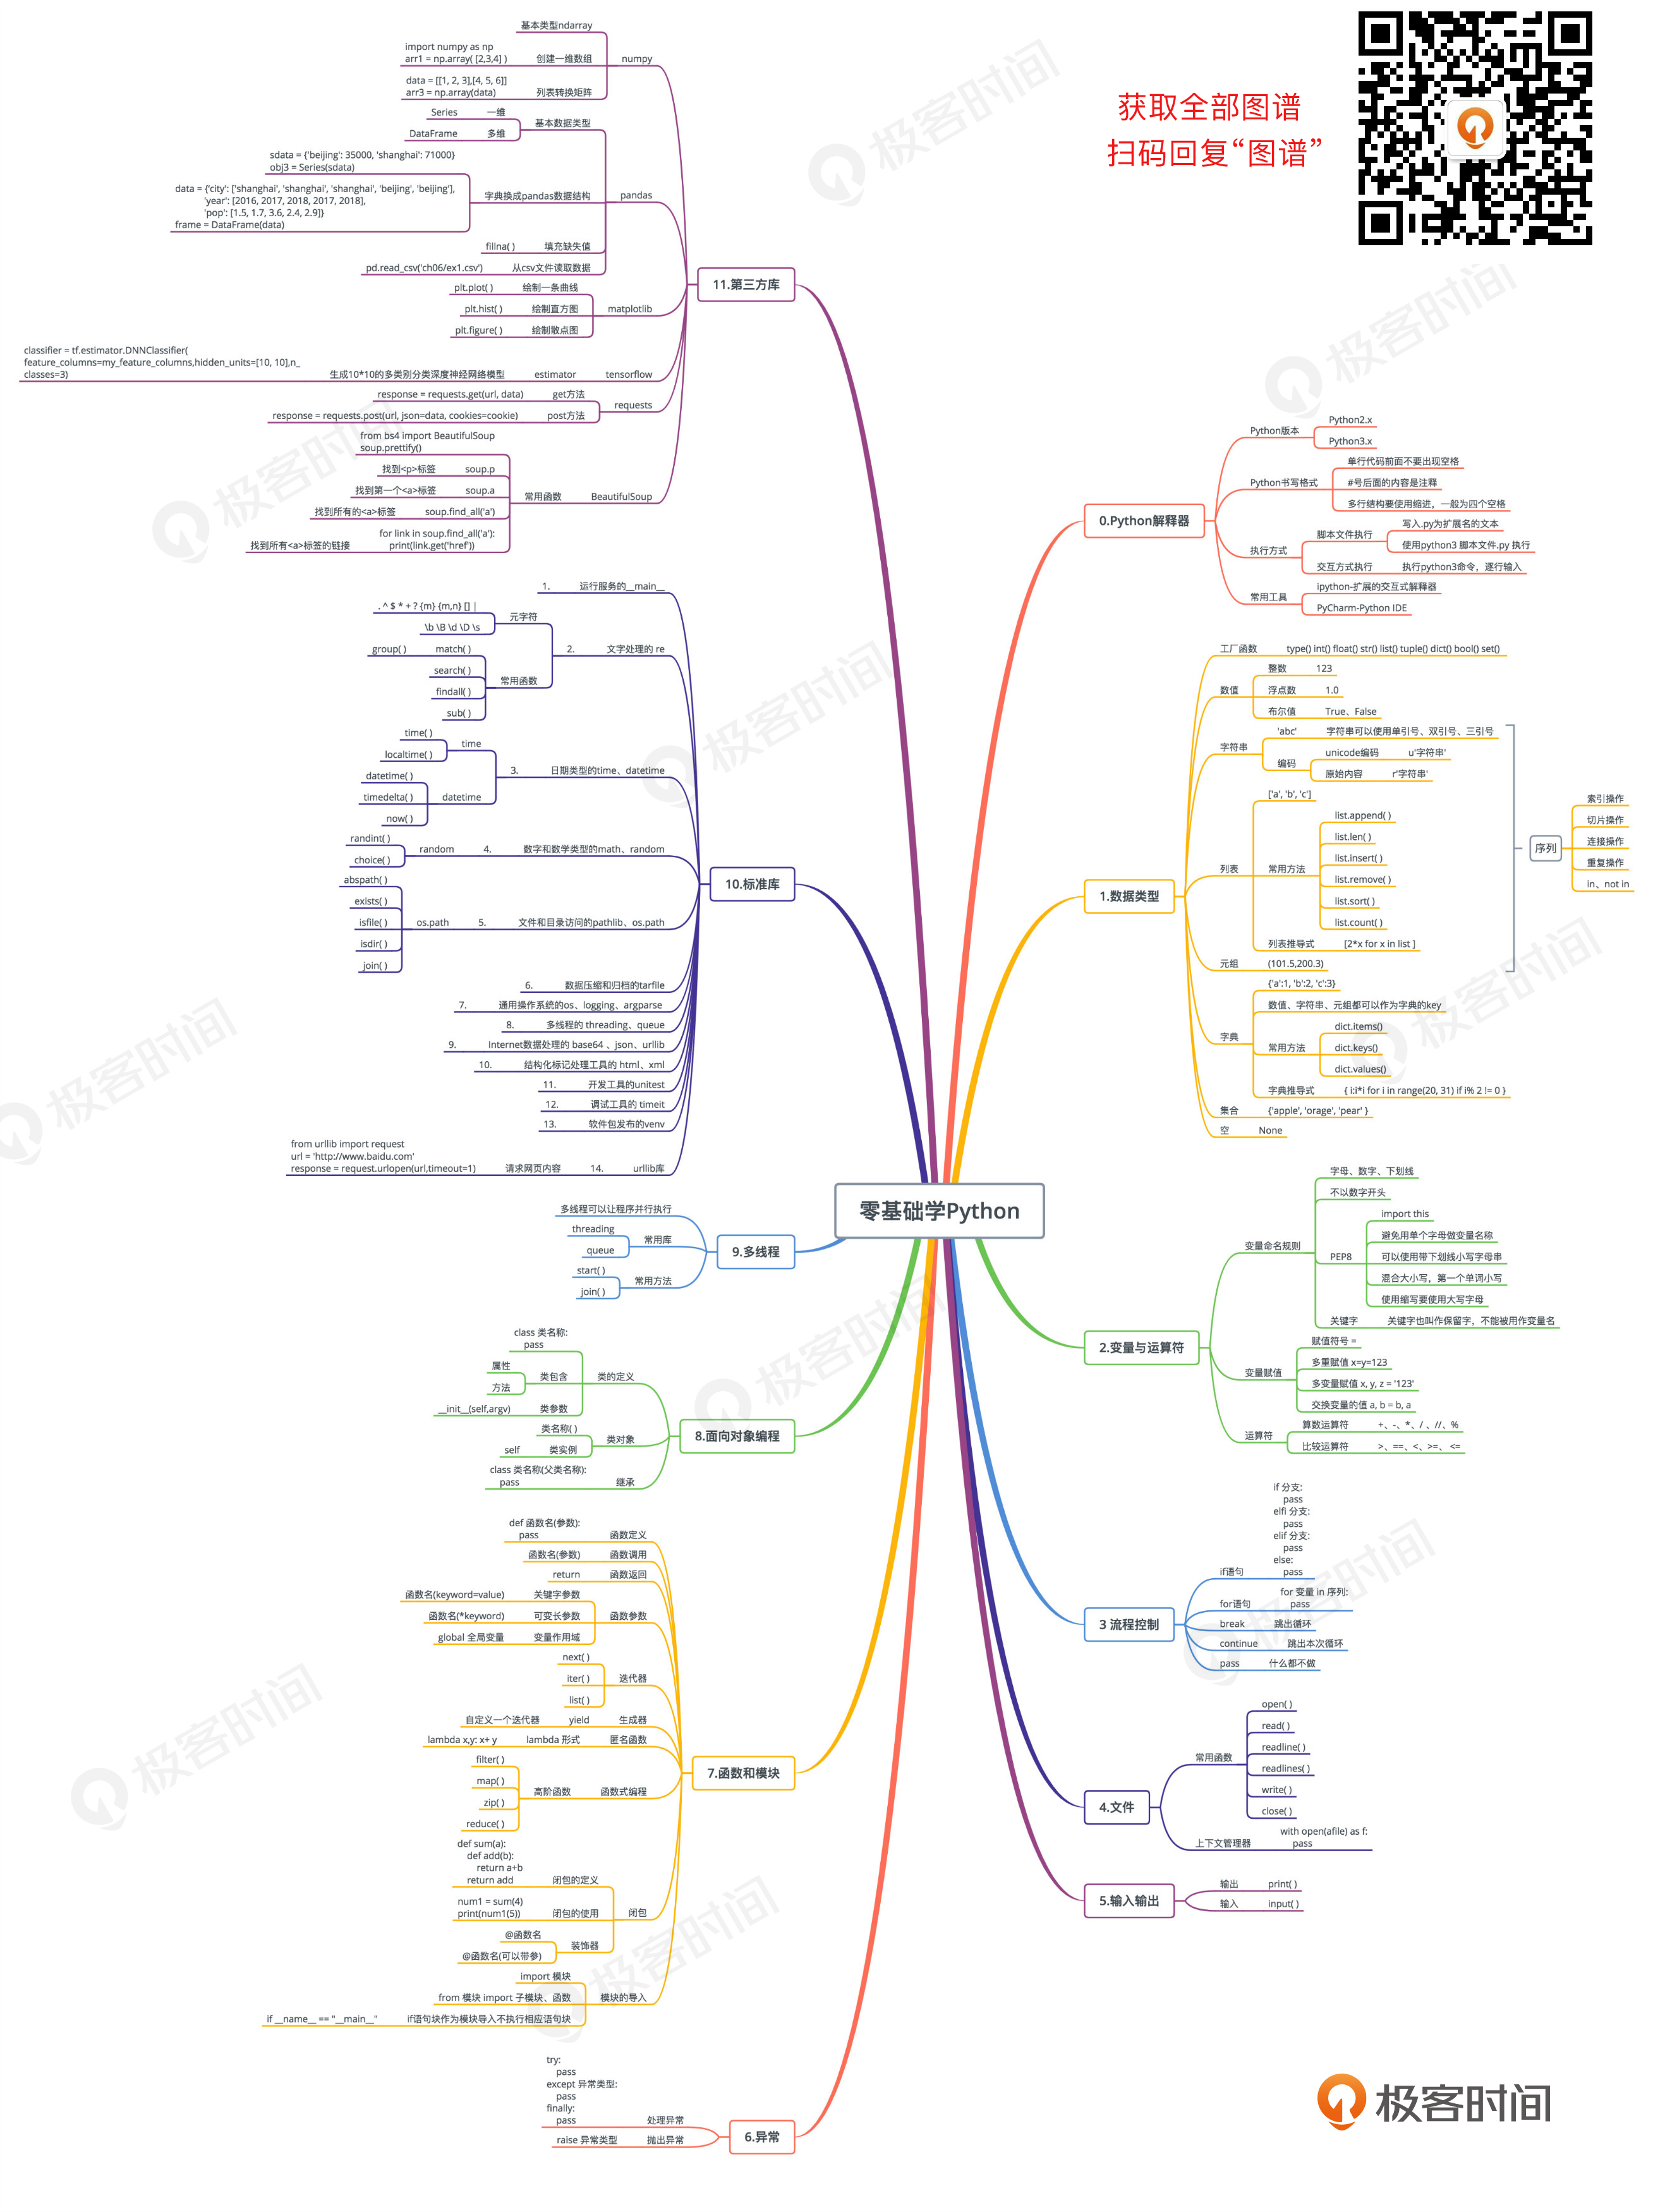 获取全部图谱
扫码回复“图谱”
零基础学Python
0.Python解释器
Python版本
Python2.x
Python3.x
Python书写格式
单行代码前面不要出现空格
#号后面的内容是注释
多行结构要使用缩进，一般为四个空格
执行方式
脚本文件执行
写入.py为扩展名的文本
使用python3 脚本文件.py 执行
交互方式执行
执行python3命令，逐行输入
常用工具
ipython-扩展的交互式解释器
PyCharm-Python IDE
1.数据类型
工厂函数
type() int() float() str() list() tuple() dict() bool() set()
数值
整数
123
浮点数
1.0
布尔值
True、False
字符串
'abc'
字符串可以使用单引号、双引号、三引号
编码
unicode编码
u'字符串'
原始内容
r'字符串'
列表
['a', 'b', 'c']
常用方法
list.append( )
list.len( )
list.insert( )
list.remove( )
list.sort( )
list.count( )
列表推导式
[2*x for x in list ]
元组
(101.5,200.3)
序列
索引操作
切片操作
连接操作
重复操作
in、not in
字典
{'a':1, 'b':2, 'c':3}
数值、字符串、元组都可以作为字典的key
常用方法
dict.items()
dict.keys()
dict.values()
字典推导式
{ i:i*i for i in range(20, 31) if i% 2 != 0 }
集合
{'apple', 'orage', 'pear' }
空
None
2.变量与运算符
变量命名规则
字母、数字、下划线
不以数字开头
PEP8
import this
避免用单个字母做变量名称
可以使用带下划线小写字母串
混合大小写，第一个单词小写
使用缩写要使用大写字母
关键字
关键字也叫作保留字，不能被用作变量名
变量赋值
赋值符号 =
多重赋值 x=y=123
多变量赋值 x, y, z = '123'
交换变量的值 a, b = b, a
运算符
算数运算符
+、-、*、/ 、//、%
比较运算符
>、==、<、>=、 <=
3 流程控制
if语句
if 分支:
pass
elfi 分支:
pass
elif 分支:
pass
else:
pass
for语句
for 变量 in 序列:
pass
break
跳出循环
continue
跳出本次循环
pass
什么都不做
4.文件
常用函数
open( )
read( )
readline( )
readlines( )
write( )
close( )
上下文管理器
with open(afile) as f:
pass
5.输入输出
输出
print( )
输入
input( )
6.异常
try:
pass
except 异常类型:
pass
finally:
pass
处理异常
raise 异常类型
抛出异常
7.函数和模块
def 函数名(参数):
pass
函数定义
函数名(参数)
函数调用
return
函数返回
函数参数
函数名(keyword=value)
关键字参数
函数名(*keyword)
可变长参数
global 全局变量
变量作用域
迭代器
next( )
iter( )
list( )
自定义一个迭代器
yield
生成器
lambda x,y: x+ y
lambda 形式
匿名函数
函数式编程
高阶函数
filter( )
map( )
zip( )
reduce( )
闭包
def sum(a):
def add(b):
return a+b
return add
闭包的定义
num1 = sum(4)
print(num1(5))
闭包的使用
装饰器
@函数名
@函数名(可以带参)
模块的导入
import 模块
from 模块 import 子模块、函数
if __name__ == "__main__"
if语句块作为模块导入不执行相应语句块
8.面向对象编程
类的定义
class 类名称:
pass
类包含
属性
方法
__init__(self,argv)
类参数
类对象
类名称( )
self
类实例
class 类名称(父类名称):
pass
继承
9.多线程
多线程可以让程序并行执行
常用库
threading
queue
常用方法
start( )
join( )
10.标准库
1.
运行服务的__main__
2.
文字处理的 re
元字符
. ^ $ * + ? {m} {m,n} [] |
\b \B \d \D \s
常用函数
group( )
match( )
search( )
findall( )
sub( )
3.
日期类型的time、datetime
time
time( )
localtime( )
datetime
datetime( )
timedelta( )
now( )
4.
数字和数学类型的math、random
random
randint( )
choice( )
5.
文件和目录访问的pathlib、os.path
os.path
abspath( )
exists( )
isfile( )
isdir( )
join( )
6.
数据压缩和归档的tarfile
7.
通用操作系统的os、logging、argparse
8.
多线程的 threading、queue
9.
Internet数据处理的 base64 、json、urllib
10.
结构化标记处理工具的 html、xml
11.
开发工具的unitest
12.
调试工具的 timeit
13.
软件包发布的venv
14.
urllib库
请求网页内容
from urllib import request
url = 'http://www.baidu.com'
response = request.urlopen(url,timeout=1)
11.第三方库
numpy
基本类型ndarray
import numpy as np
arr1 = np.array( [2,3,4] )
创建一维数组
data = [[1, 2, 3],[4, 5, 6]]
arr3 = np.array(data)
列表转换矩阵
pandas
基本数据类型
Series
一维
DataFrame
多维
字典换成pandas数据结构
sdata = {'beijing': 35000, 'shanghai': 71000}
obj3 = Series(sdata)
data = {'city': ['shanghai', 'shanghai', 'shanghai', 'beijing', 'beijing'],
'year': [2016, 2017, 2018, 2017, 2018],
'pop': [1.5, 1.7, 3.6, 2.4, 2.9]}
frame = DataFrame(data)
fillna( )
填充缺失值
pd.read_csv('ch06/ex1.csv')
从csv文件读取数据
matplotlib
plt.plot( )
绘制一条曲线
plt.hist( )
绘制直方图
plt.figure( )
绘制散点图
tensorflow
estimator
生成10*10的多类别分类深度神经网络模型
classifier = tf.estimator.DNNClassifier(
feature_columns=my_feature_columns,hidden_units=[10, 10],n_
classes=3)
requests
response = requests.get(url, data)
get方法
response = requests.post(url, json=data, cookies=cookie)
post方法
BeautifulSoup
常用函数
from bs4 import BeautifulSoup
soup.prettify()
找到<p>标签
soup.p
找到第一个<a>标签
soup.a
找到所有的<a>标签
soup.find_all('a')
找到所有<a>标签的链接
for link in soup.find_all('a'):
print(link.get('href'))
极客时间
极客时间
极客时间
极客时间
极客时间
极客时间
极客时间
极客时间
极客时间
极客时间
极客时间
极客时间